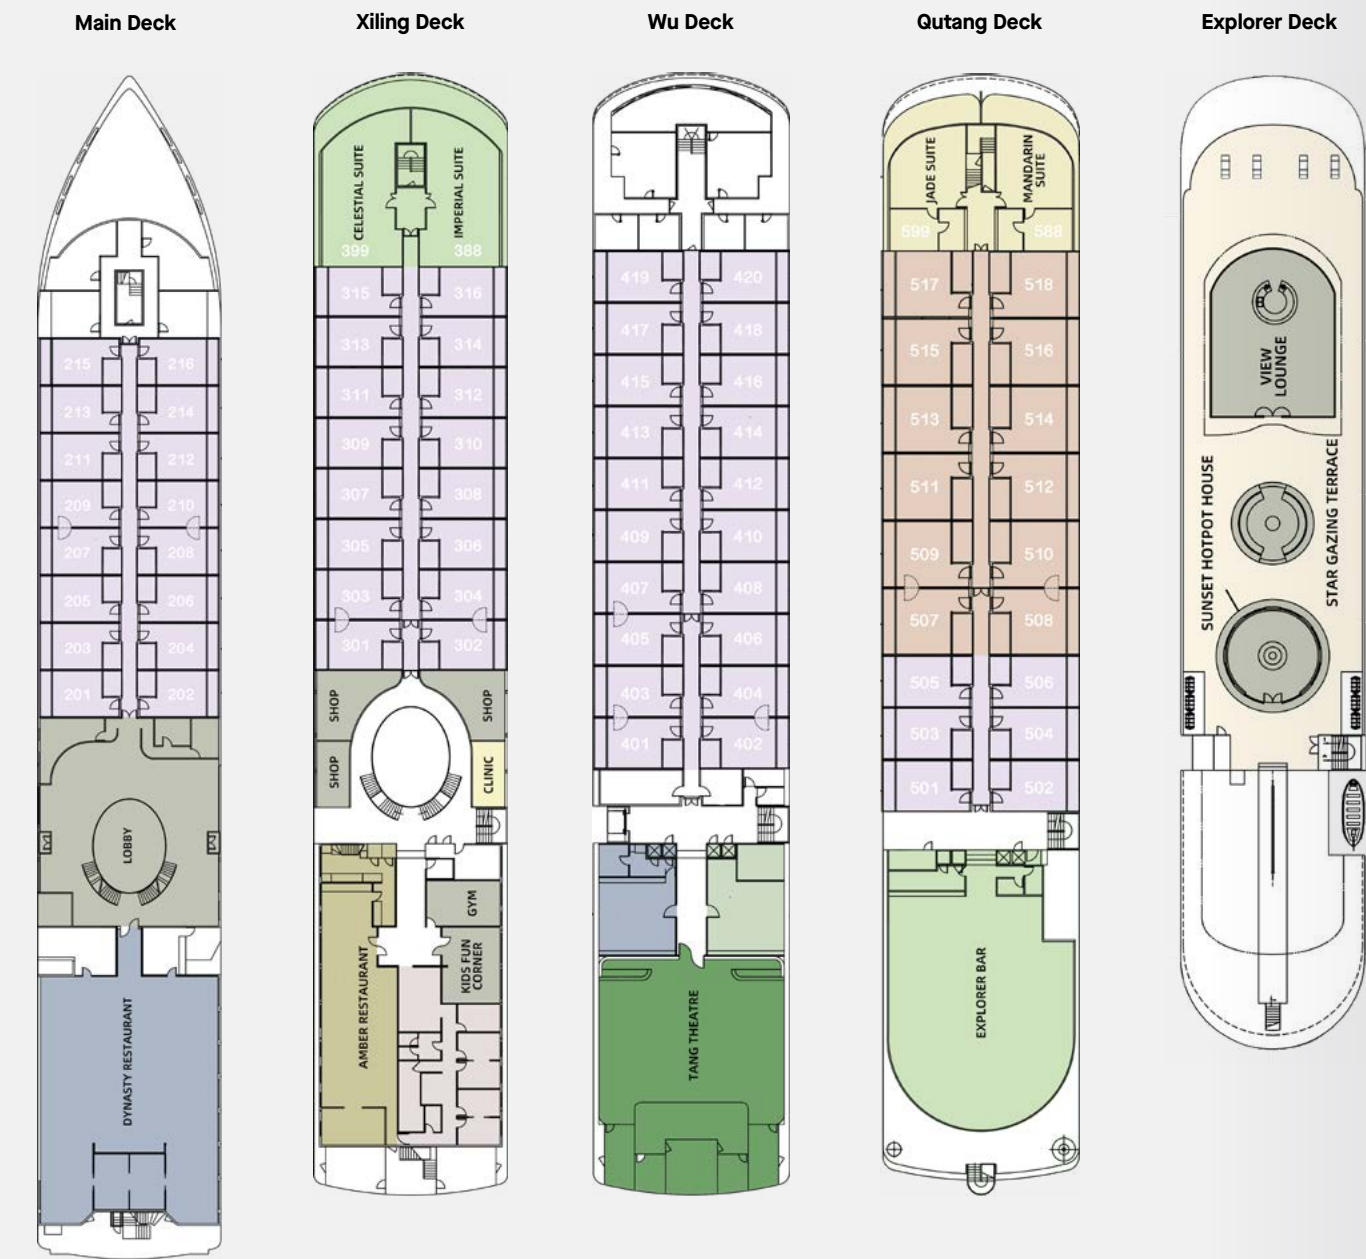 Main Deck
Xiling Deck
Wu Deck
Qutang Deck
Explorer Deck
215 216
213 214
211 212
209 210
207 208
205 206
203 204
201 202
LOBBY
DYNASTY RESTAURANT
CELESTIAL SUITE
IMPERIAL SUITE
399 388
315 316
313 314
311 312
309 310
307 308
305 306
303 304
301 302
SHOP
SHOP
SHOP
CLINIC
GYM
KIDS FUN
CORNER
AMBER RESTAURANT
419 420
417 418
415 416
413 414
411 412
409 410
407 408
405 406
403 404
401 402
TANG THEATRE
JADE SUITE
MANDARIN
SUITE
599 588
517 518
515 516
513 514
511 512
509 510
507 508
505 506
503 504
501 502
EXPLORER BAR
VIEW
LOUNGE
SUNSET HOTPOT HOUSE
STAR GAZING TERRACE